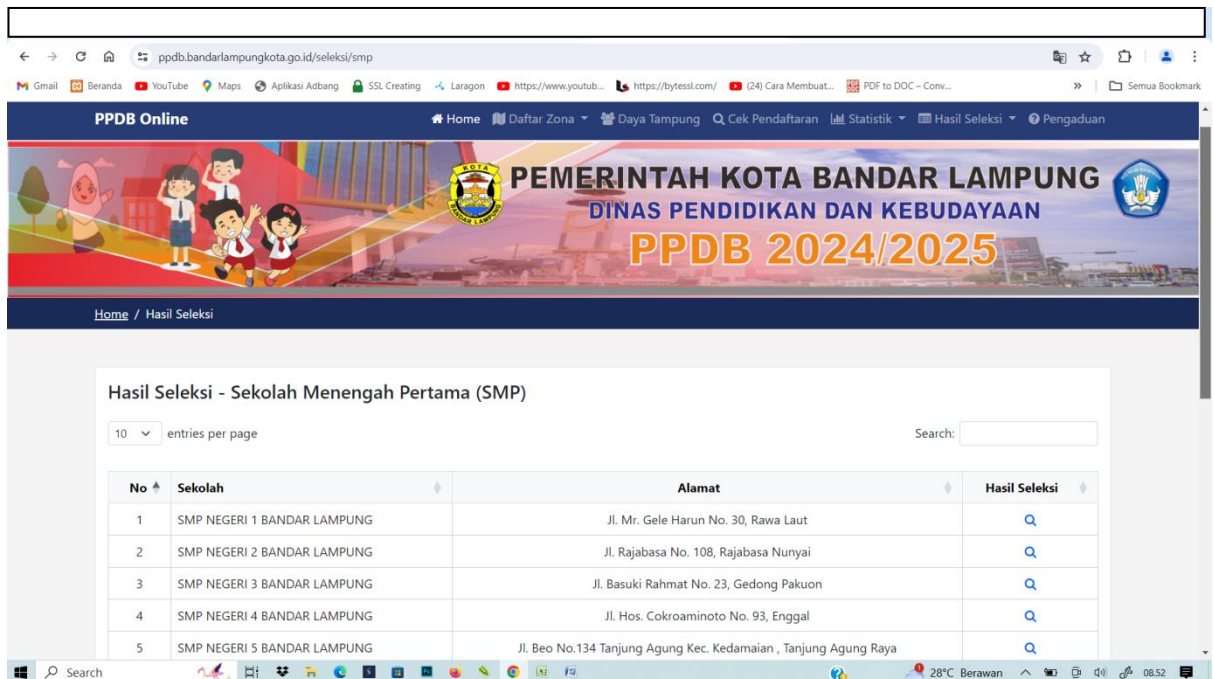 ppdb.bandarlampungkota.go.id/seleksi/smp
Gmail Beranda YouTube Maps Aplikasi Adbang SSL Creating Laragon https://www.youtub... https://bytessl.com/ (24) Cara Membuat... PDF to DOC – Conv... » Semua Bookmark
PPDB Online Home Daftar Zona Daya Tampung Cek Pendaftaran Statistik Hasil Seleksi Pengaduan
KOTA
BANDAR LAMPUNG
PEMERINTAH KOTA BANDAR LAMPUNG
DINAS PENDIDIKAN DAN KEBUDAYAAN
PPDB 2024/2025
Home / Hasil Seleksi
Hasil Seleksi - Sekolah Menengah Pertama (SMP)
10 entries per page Search:
No Sekolah Alamat Hasil Seleksi
1 SMP NEGERI 1 BANDAR LAMPUNG Jl. Mr. Gele Harun No. 30, Rawa Laut
2 SMP NEGERI 2 BANDAR LAMPUNG Jl. Rajabasa No. 108, Rajabasa Nunyai
3 SMP NEGERI 3 BANDAR LAMPUNG Jl. Basuki Rahmat No. 23, Gedong Pakuon
4 SMP NEGERI 4 BANDAR LAMPUNG Jl. Hos. Cokroaminoto No. 93, Enggal
5 SMP NEGERI 5 BANDAR LAMPUNG Jl. Beo No.134 Tanjung Agung Kec. Kedamaian , Tanjung Agung Raya
Search 28°C Berawan 08.52